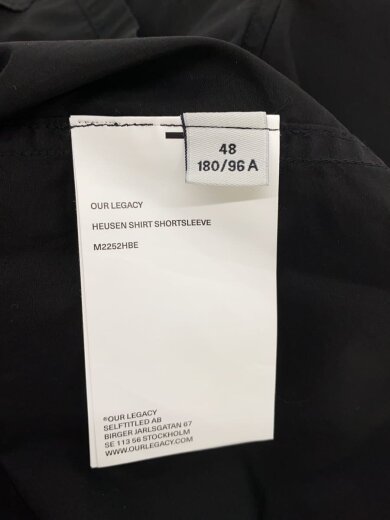 48
180/96 A
OUR LEGACY
HEUSEN SHIRT SHORTSLEEVE
M2252HBE
®OUR LEGACY
SELFTITLED AB
BIRGER JARLSGATAN 67
SE 113 56 STOCKHOLM
WWW.OURLEGACY.COM